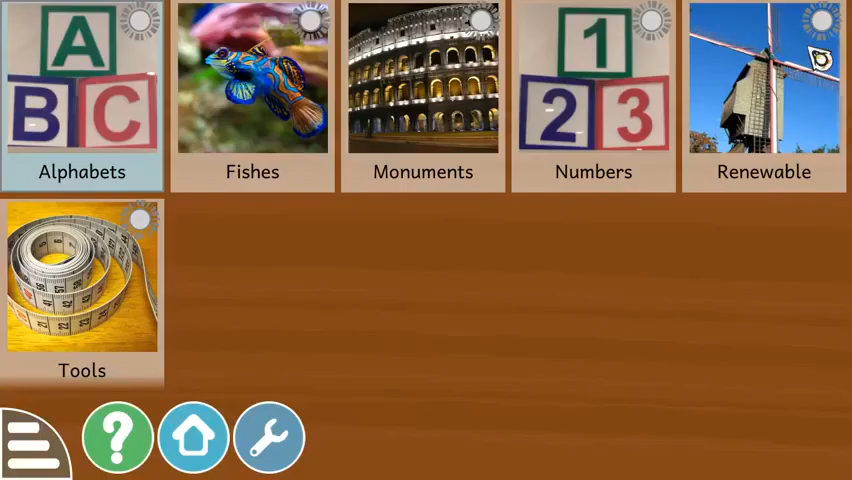 A
B C
1
2 3
Alphabets
Fishes
Monuments
Numbers
Renewable
Tools
?